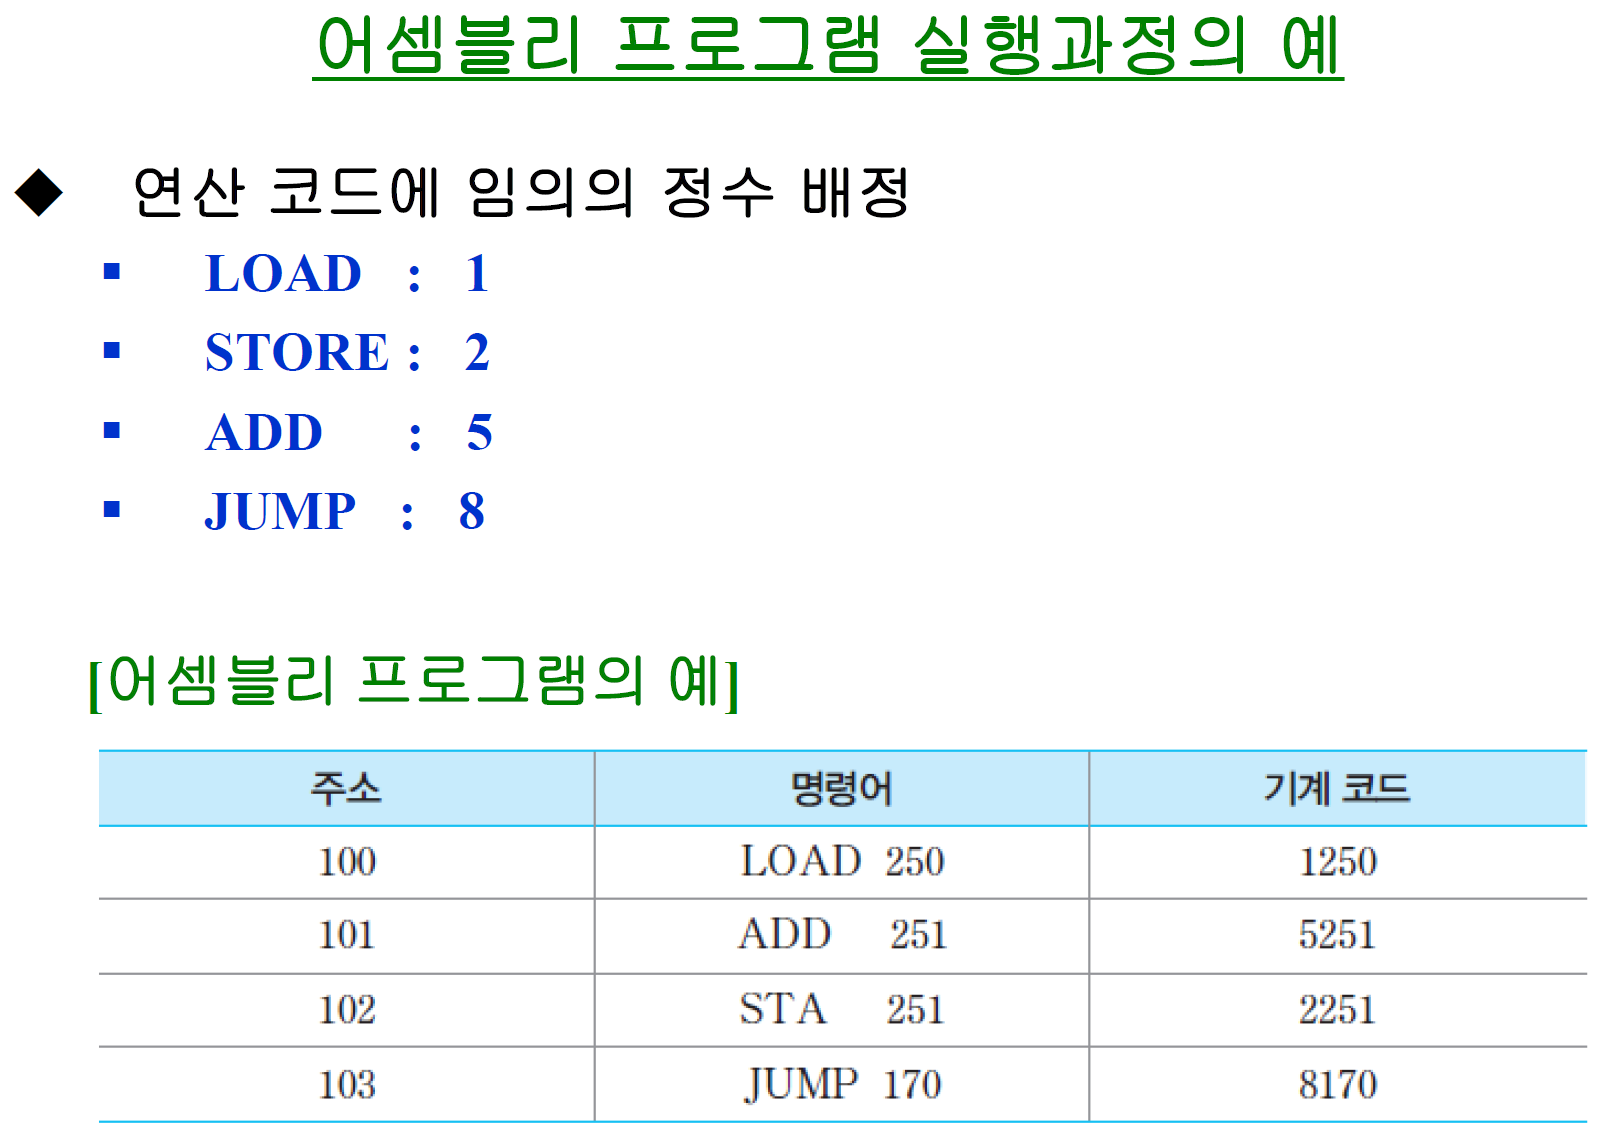 어셈블리 프로그램 실행과정의 예
◆ 연산 코드에 임의의 정수 배정
▪ LOAD : 1
▪ STORE : 2
▪ ADD : 5
▪ JUMP : 8
[어셈블리 프로그램의 예]
주소 명령어 기계 코드
100 LOAD 250 1250
101 ADD 251 5251
102 STA 251 2251
103 JUMP 170 8170